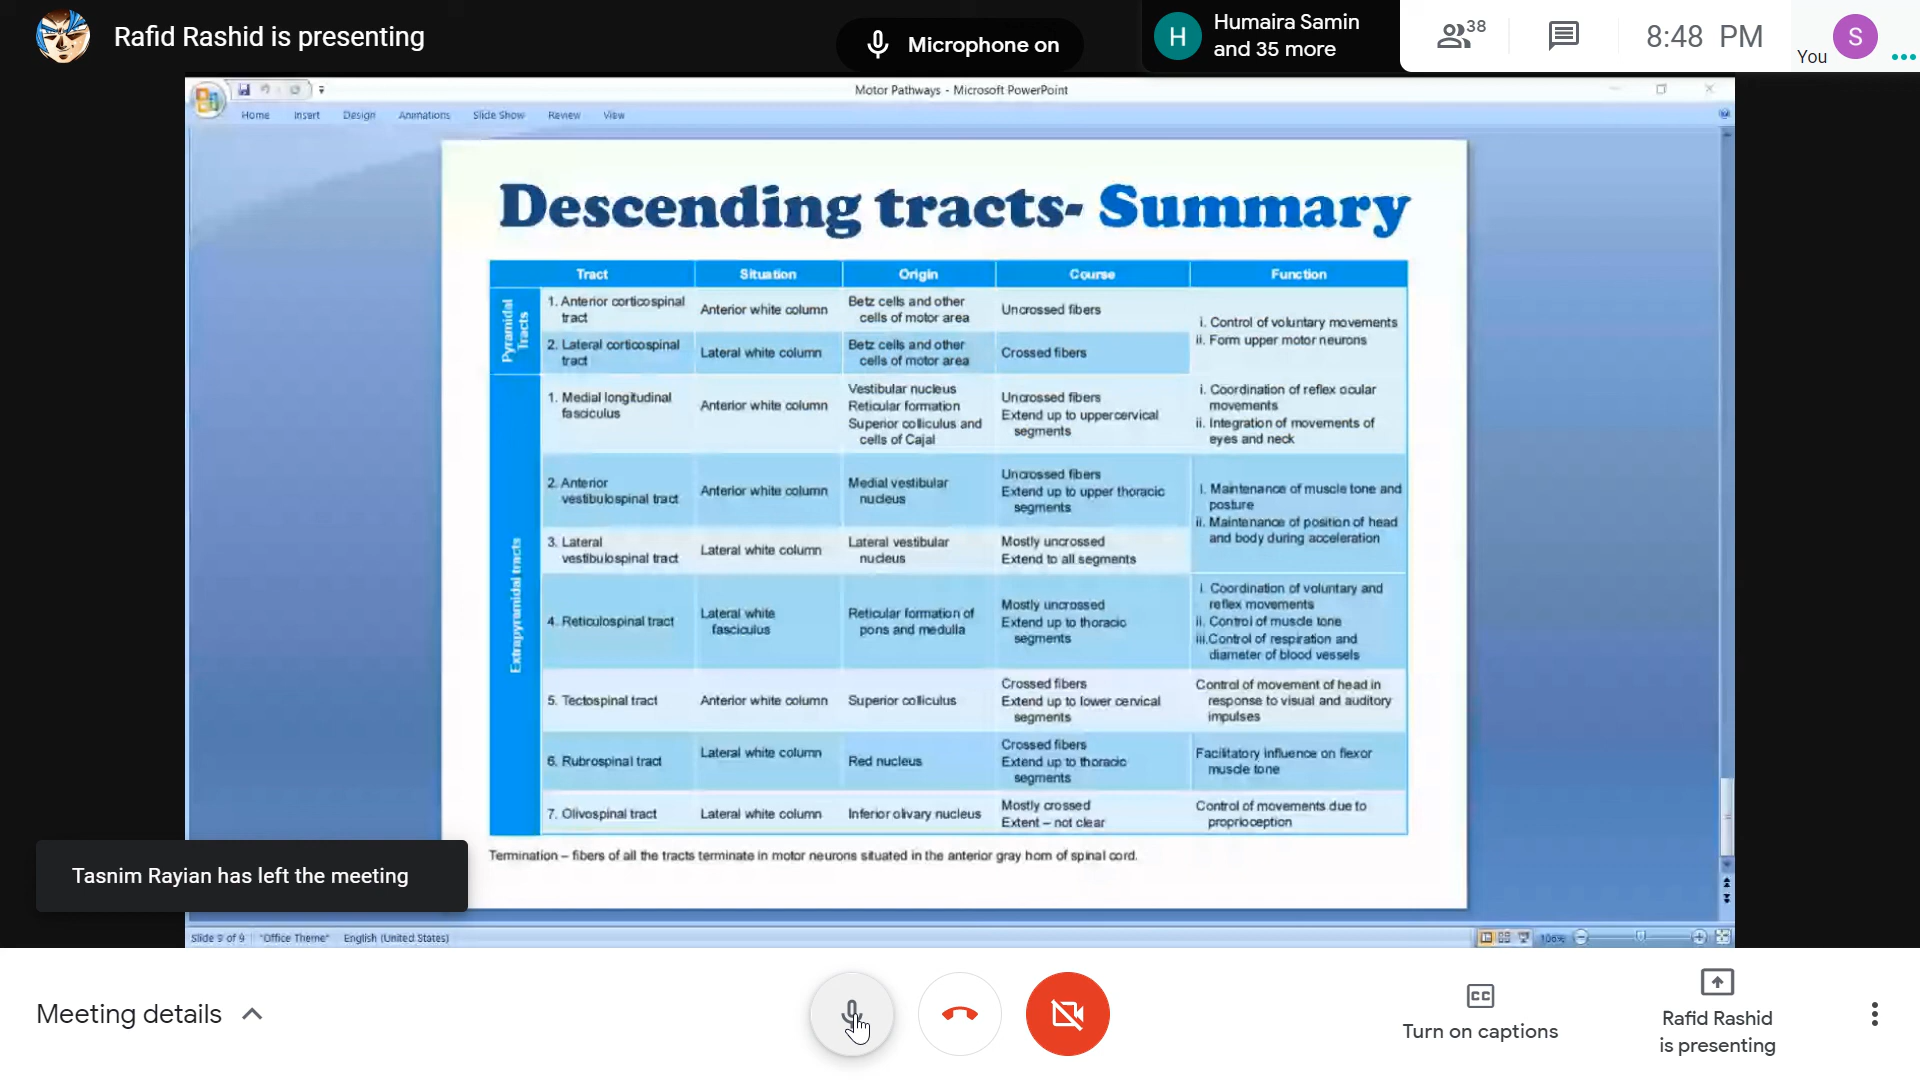 Rafid Rashid is presenting
Microphone on
H
Humaira Samin
and 35 more
38
8:48 PM
You
S
Motor Pathways - Microsoft PowerPoint
Home Insert Design Animations Slide Show Review View
Descending tracts- Summary
Tract Situation Origin Course Function
Pyramidal
Tracts
1. Anterior corticospinal
tract
Anterior white column
Betz cells and other
cells of motor area
Uncrossed fibers
i. Control of voluntary movements
ii. Form upper motor neurons
2. Lateral corticospinal
tract
Lateral white column
Betz cells and other
cells of motor area
Crossed fibers
Extrapyramidal tracts
1. Medial longitudinal
fasciculus
Anterior white column
Vestibular nucleus
Reticular formation
Superior colliculus and
cells of Cajal
Uncrossed fibers
Extend up to uppercervical
segments
i. Coordination of reflex ocular
movements
ii. Integration of movements of
eyes and neck
2. Anterior
vestibulospinal tract
Anterior white column
Medial vestibular
nucleus
Uncrossed fibers
Extend up to upper thoracic
segments
i. Maintenance of muscle tone and
posture
ii. Maintenance of position of head
and body during acceleration
3. Lateral
vestibulospinal tract
Lateral white column
Lateral vestibular
nucleus
Mostly uncrossed
Extend to all segments
4. Reticulospinal tract
Lateral white
fasciculus
Reticular formation of
pons and medulla
Mostly uncrossed
Extend up to thoracic
segments
i. Coordination of voluntary and
reflex movements
ii. Control of muscle tone
iii.Control of respiration and
diameter of blood vessels
5. Tectospinal tract
Anterior white column
Superior colliculus
Crossed fibers
Extend up to lower cervical
segments
Control of movement of head in
response to visual and auditory
impulses
6. Rubrospinal tract
Lateral white column
Red nucleus
Crossed fibers
Extend up to thoracic
segments
Facilitatory influence on flexor
muscle tone
7. Olivospinal tract
Lateral white column
Inferior olivary nucleus
Mostly crossed
Extent – not clear
Control of movements due to
proprioception
Termination – fibers of all the tracts terminate in motor neurons situated in the anterior gray horn of spinal cord.
Tasnim Rayian has left the meeting
Slide 9 of 9 "Office Theme" English (United States)
106%
Meeting details
CC
Turn on captions
Rafid Rashid
is presenting